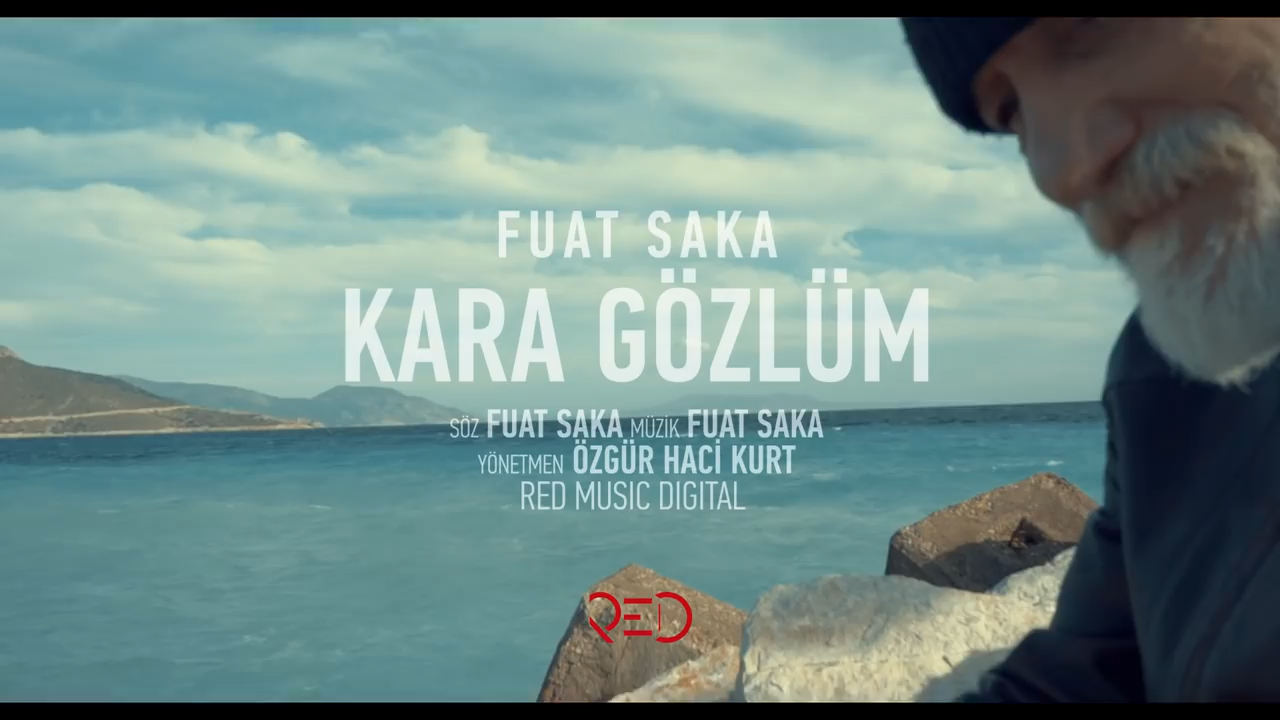 FUAT SAKA
KARA GÖZLÜM
SÖZ FUAT SAKA MÜZİK FUAT SAKA
YÖNETMEN ÖZGÜR HACİ KURT
RED MUSIC DIGITAL
RED